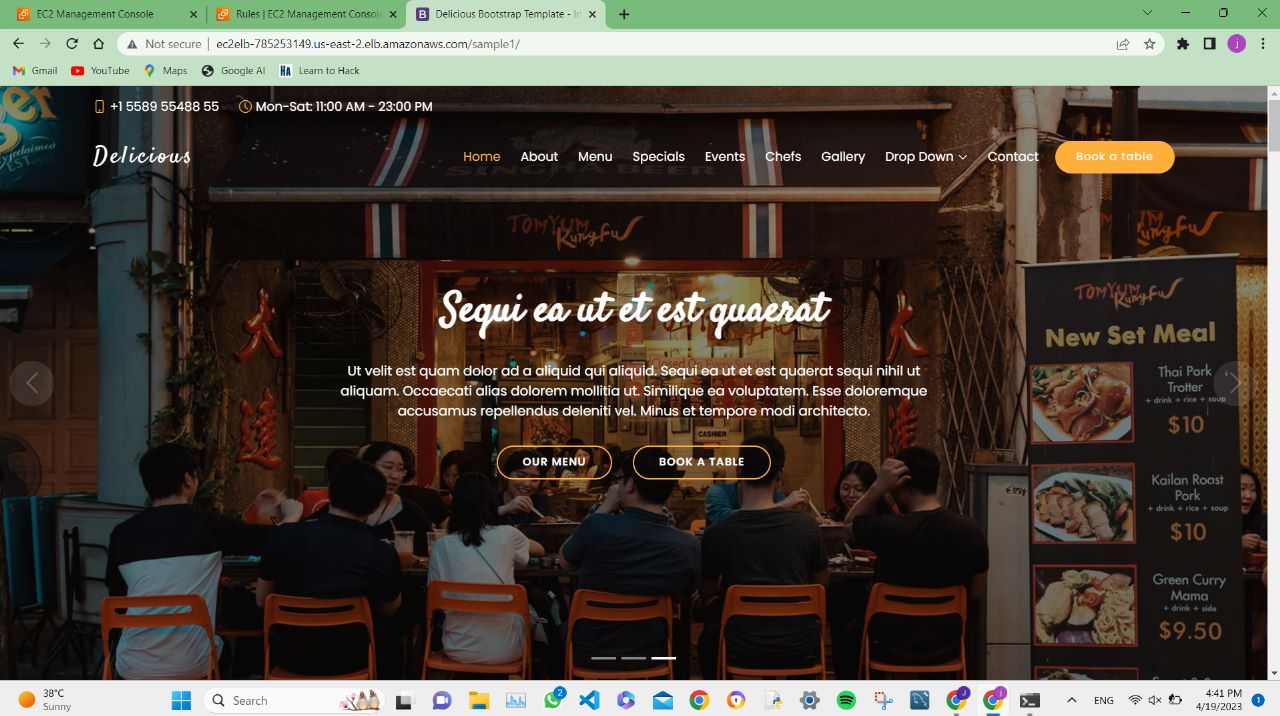 EC2 Management Console
Rules | EC2 Management Consol
Delicious Bootstrap Template - In
Not secure | ec2elb-785253149.us-east-2.elb.amazonaws.com/sample1/
j
Gmail
YouTube
Maps
Google AI
HA
Learn to Hack
+1 5589 55488 55
Mon-Sat: 11:00 AM - 23:00 PM
Delicious
Home
About
Menu
Specials
Events
Chefs
Gallery
Drop Down
Contact
Book a table
SINGHA BEER
TOMYUM
Kungfu
Sequi ea ut et est quaerat
Ut velit est quam dolor ad a aliquid qui aliquid. Sequi ea ut et est quaerat sequi nihil ut
aliquam. Occaecati alias dolorem mollitia ut. Similique ea voluptatem. Esse doloremque
accusamus repellendus deleniti vel. Minus et tempore modi architecto.
CASHIER
OUR MENU
BOOK A TABLE
TOMYUM
Kungfu
New Set Meal
Thai Pork
Trotter
+ drink + rice + soup
$10
Kailan Roast
Pork
+ drink + rice + soup
$10
Green Curry
Mama
+ drink + side
$9.50
38°C
Sunny
Search
2
J
j
ENG
4:41 PM
4/19/2023
1